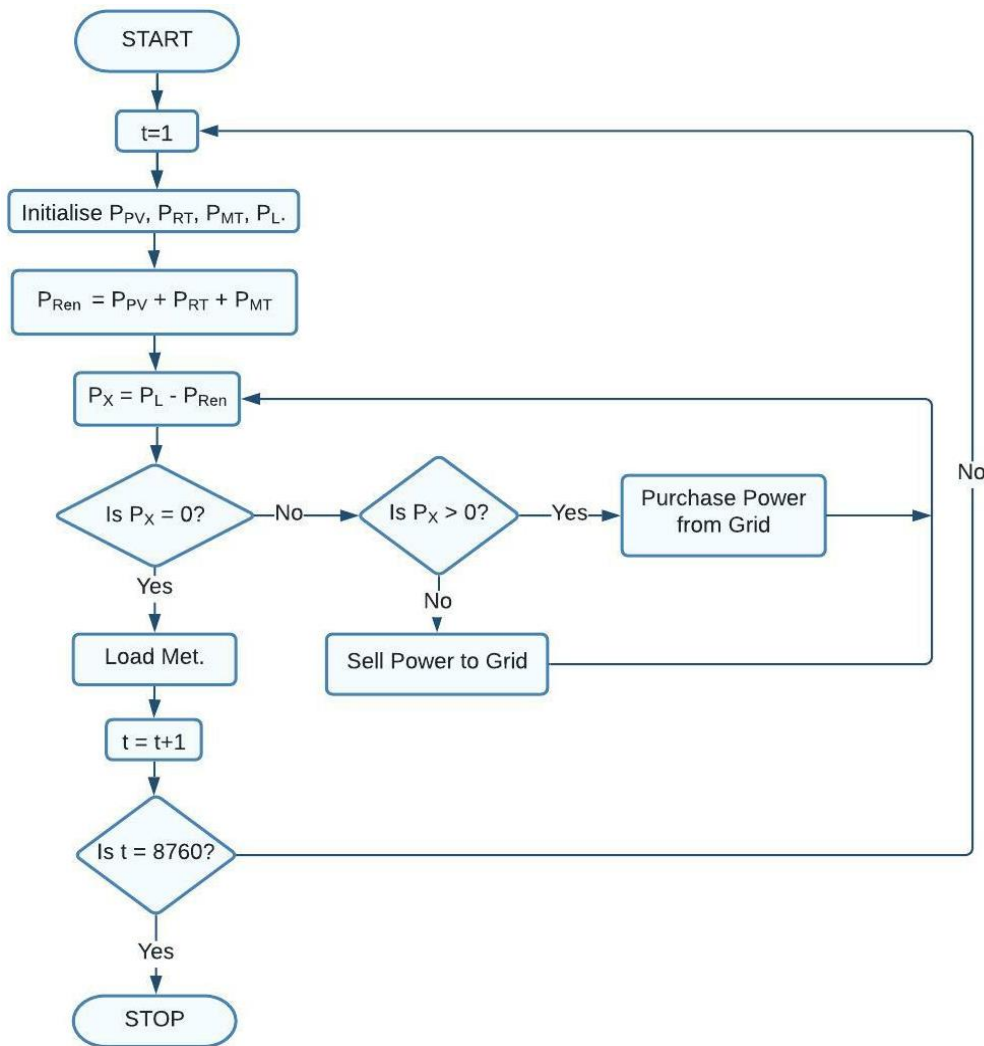 START
t=1
Initialise P_PV, P_RT, P_MT, P_L.
P_Ren = P_PV + P_RT + P_MT
P_X = P_L - P_Ren
Is P_X = 0?
No
Is P_X > 0?
Yes
Purchase Power
from Grid
No
Yes
No
Load Met.
Sell Power to Grid
t = t+1
Is t = 8760?
Yes
STOP